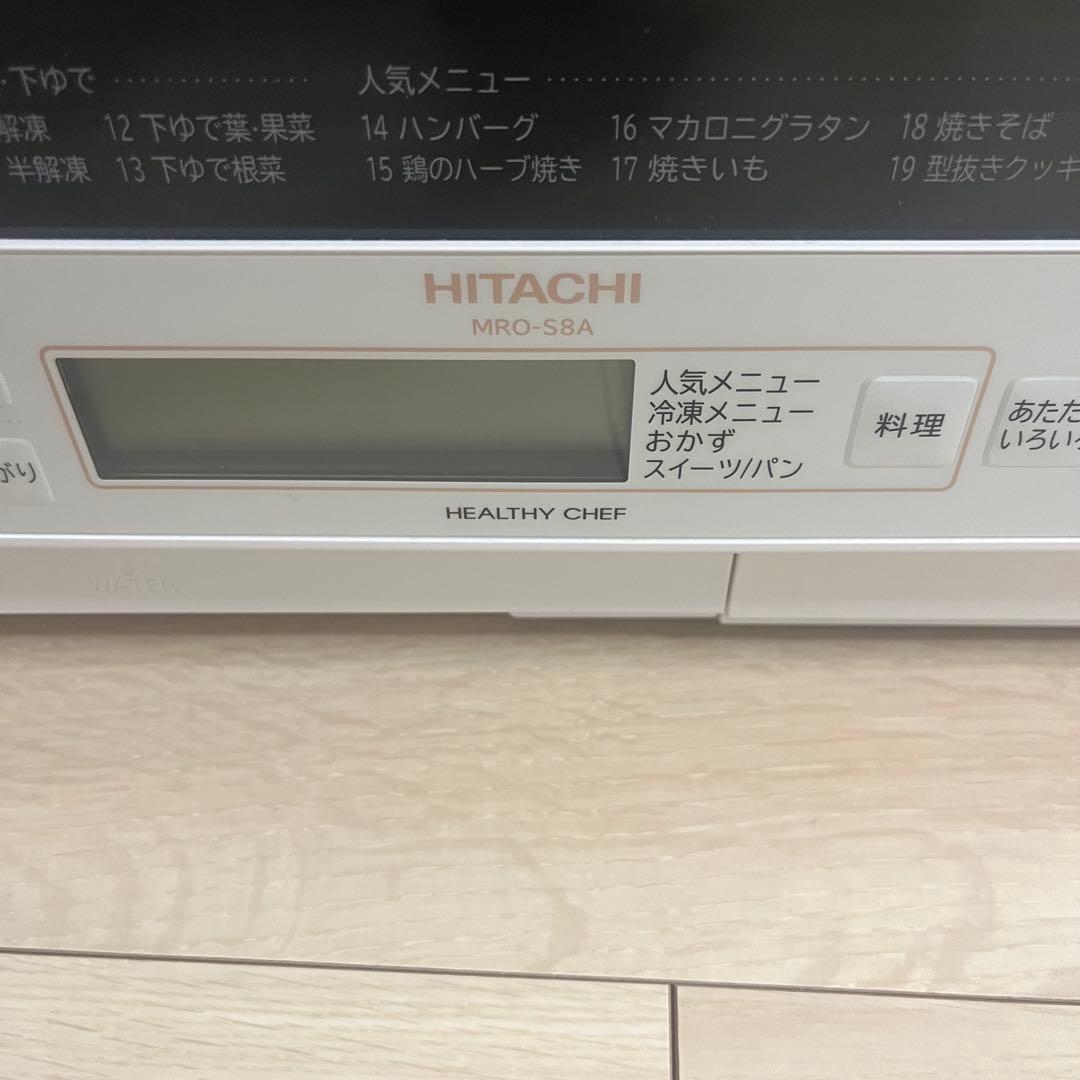 ・下ゆで
人気メニュー
解凍
12 下ゆで葉・果菜
14 ハンバーグ
16 マカロニグラタン
18 焼きそば
半解凍
13 下ゆで根菜
15 鶏のハーブ焼き
17 焼きいも
19 型抜きクッキ
HITACHI
MRO-S8A
人気メニュー
冷凍メニュー
おかず
スイーツ/パン
料理
あたた
いろい
がり
HEALTHY CHEF
WATER